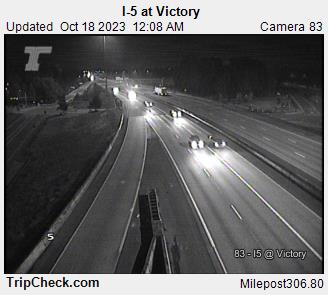 I-5 at Victory
Updated Oct 18 2023 12:08 AM Camera 83
T
5
83 - I5 @ Victory
TripCheck.com Milepost306.80